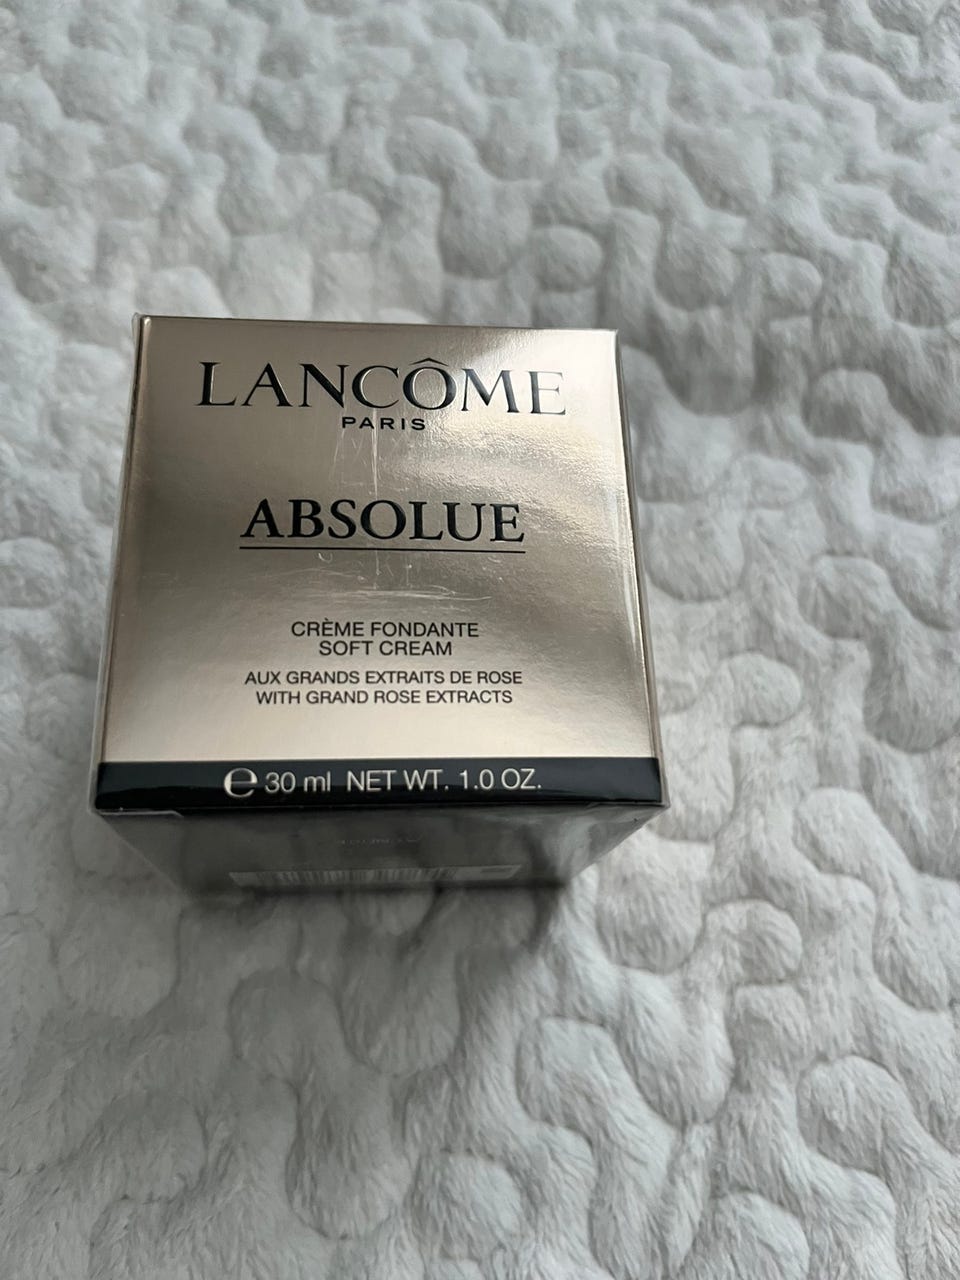 LANCÔME
PARIS
ABSOLUE
CRÈME FONDANTE
SOFT CREAM
AUX GRANDS EXTRAITS DE ROSE
WITH GRAND ROSE EXTRACTS
℮ 30 ml NET WT. 1.0 OZ.